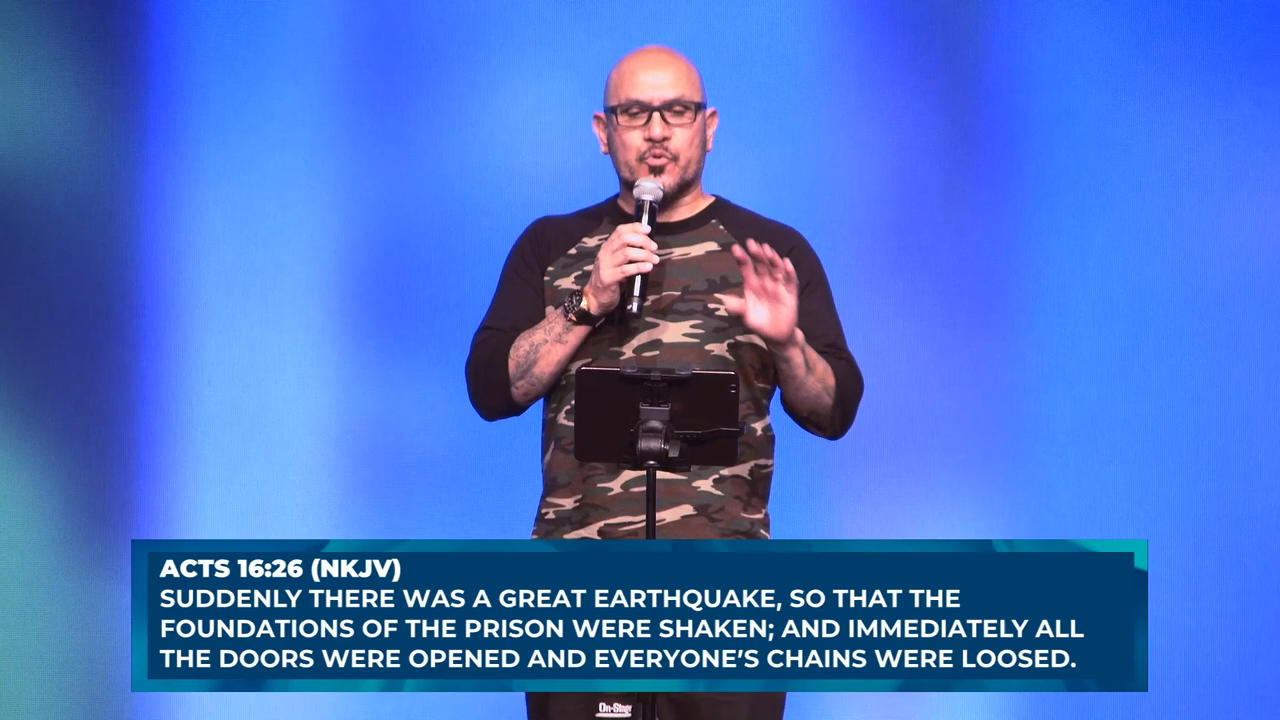 ACTS 16:26 (NKJV)
SUDDENLY THERE WAS A GREAT EARTHQUAKE, SO THAT THE
FOUNDATIONS OF THE PRISON WERE SHAKEN; AND IMMEDIATELY ALL
THE DOORS WERE OPENED AND EVERYONE'S CHAINS WERE LOOSED.
On-Stage